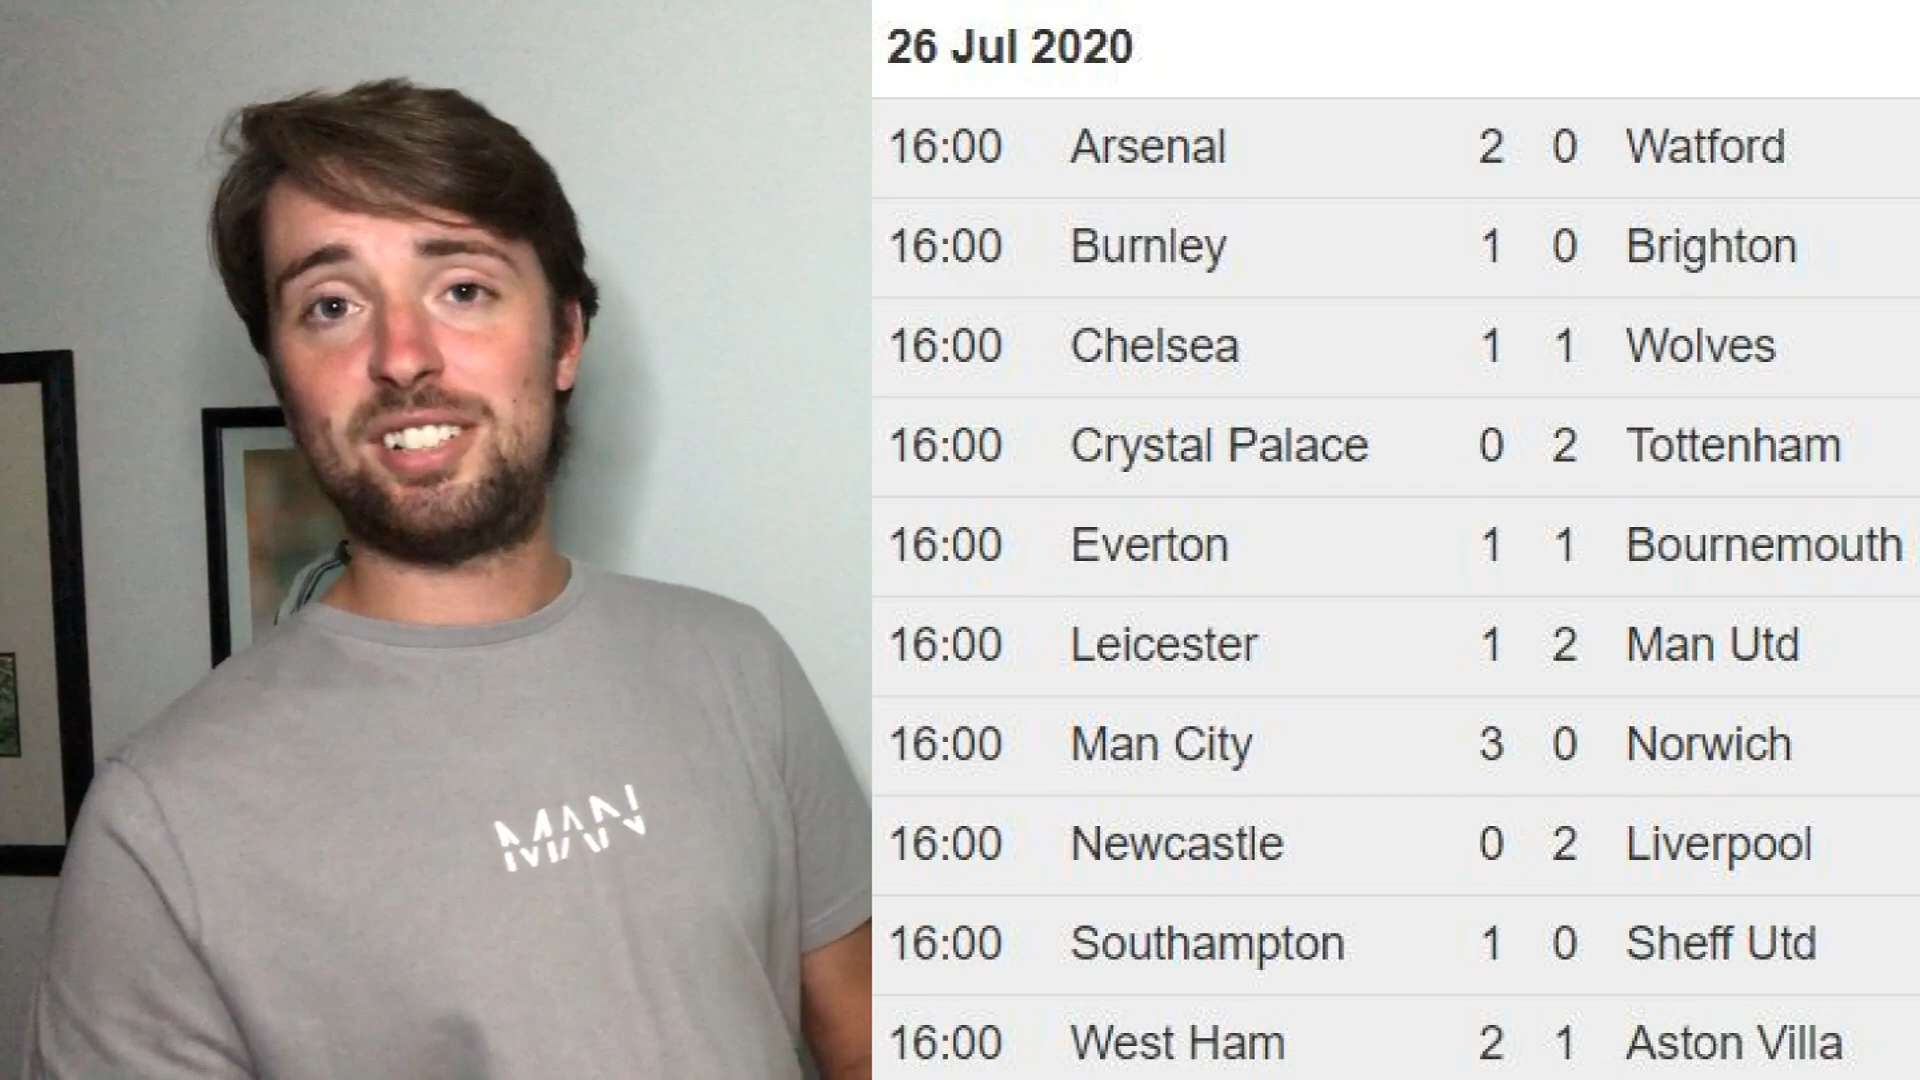 26 Jul 2020
16:00 Arsenal 2 0 Watford
16:00 Burnley 1 0 Brighton
16:00 Chelsea 1 1 Wolves
16:00 Crystal Palace 0 2 Tottenham
16:00 Everton 1 1 Bournemouth
16:00 Leicester 1 2 Man Utd
16:00 Man City 3 0 Norwich
16:00 Newcastle 0 2 Liverpool
16:00 Southampton 1 0 Sheff Utd
16:00 West Ham 2 1 Aston Villa
MAN